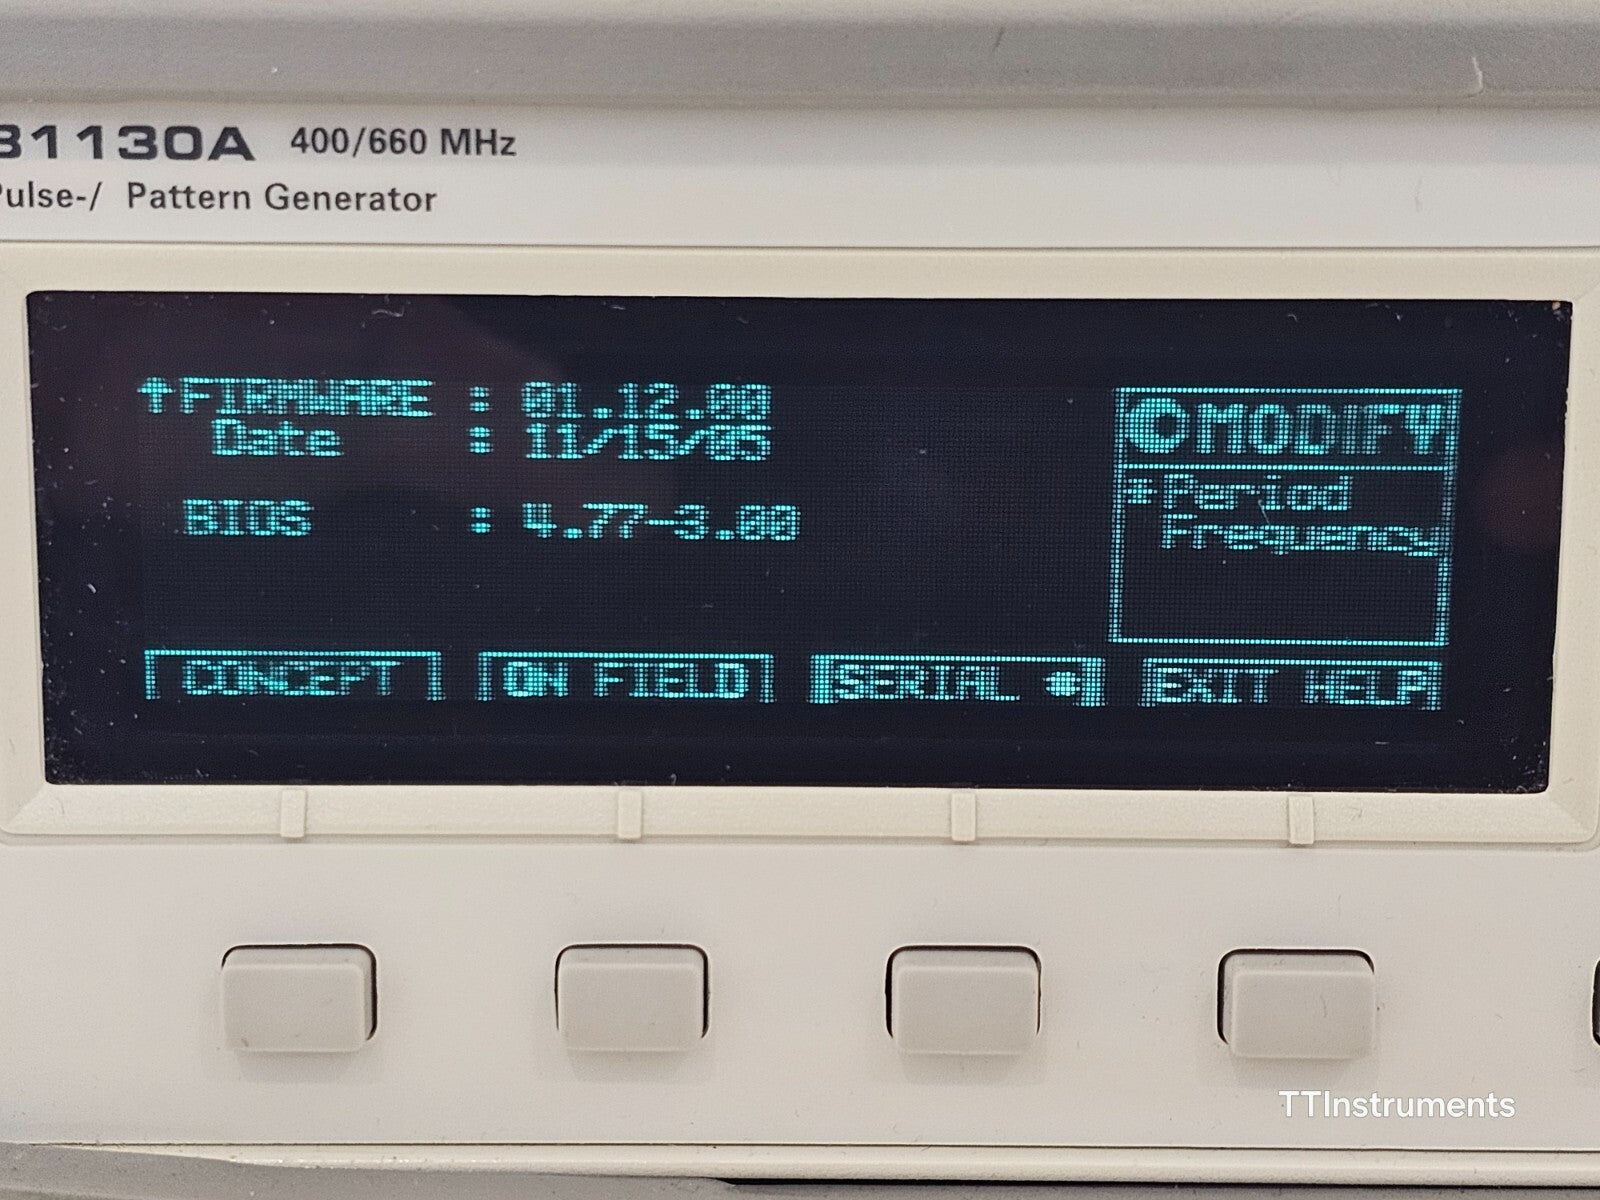 81130A 400/660 MHz
Pulse-/ Pattern Generator
↑FIRMWARE : 01.12.00
Date : 11/15/05
BIOS : 4.77-3.00
MODIFY
Period
Frequency
CONCEPT ON FIELD SERIAL EXIT HELP
TTInstruments